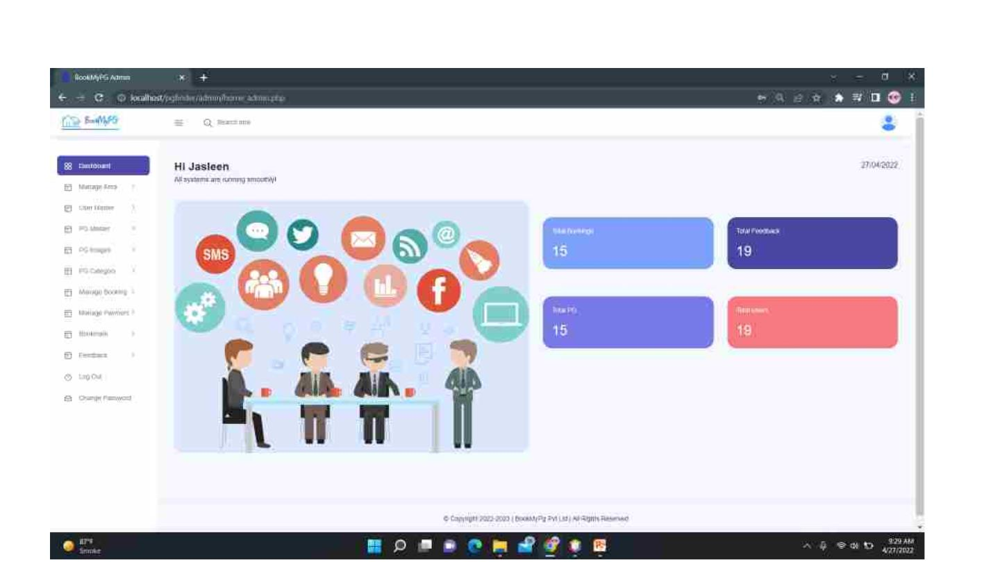 BookMyPG Admin
localhost/pgfinder/admin/home_admin.php
BookMyPG
Search now
Dashboard
Manage Area
User Master
PG Master
PG Images
PG Category
Manage Booking
Manage Payment
Bookmark
Feedback
Log Out
Change Password
Hi Jasleen
All systems are running smoothly!
27/04/2022
SMS
Total Bookings
15
Total Feedback
19
Total PG
15
Total Users
19
© Copyright 2022-2023 | BookMyPg Pvt Ltd | All Rights Reserved
87°F
Smoke
9:29 AM
4/27/2022